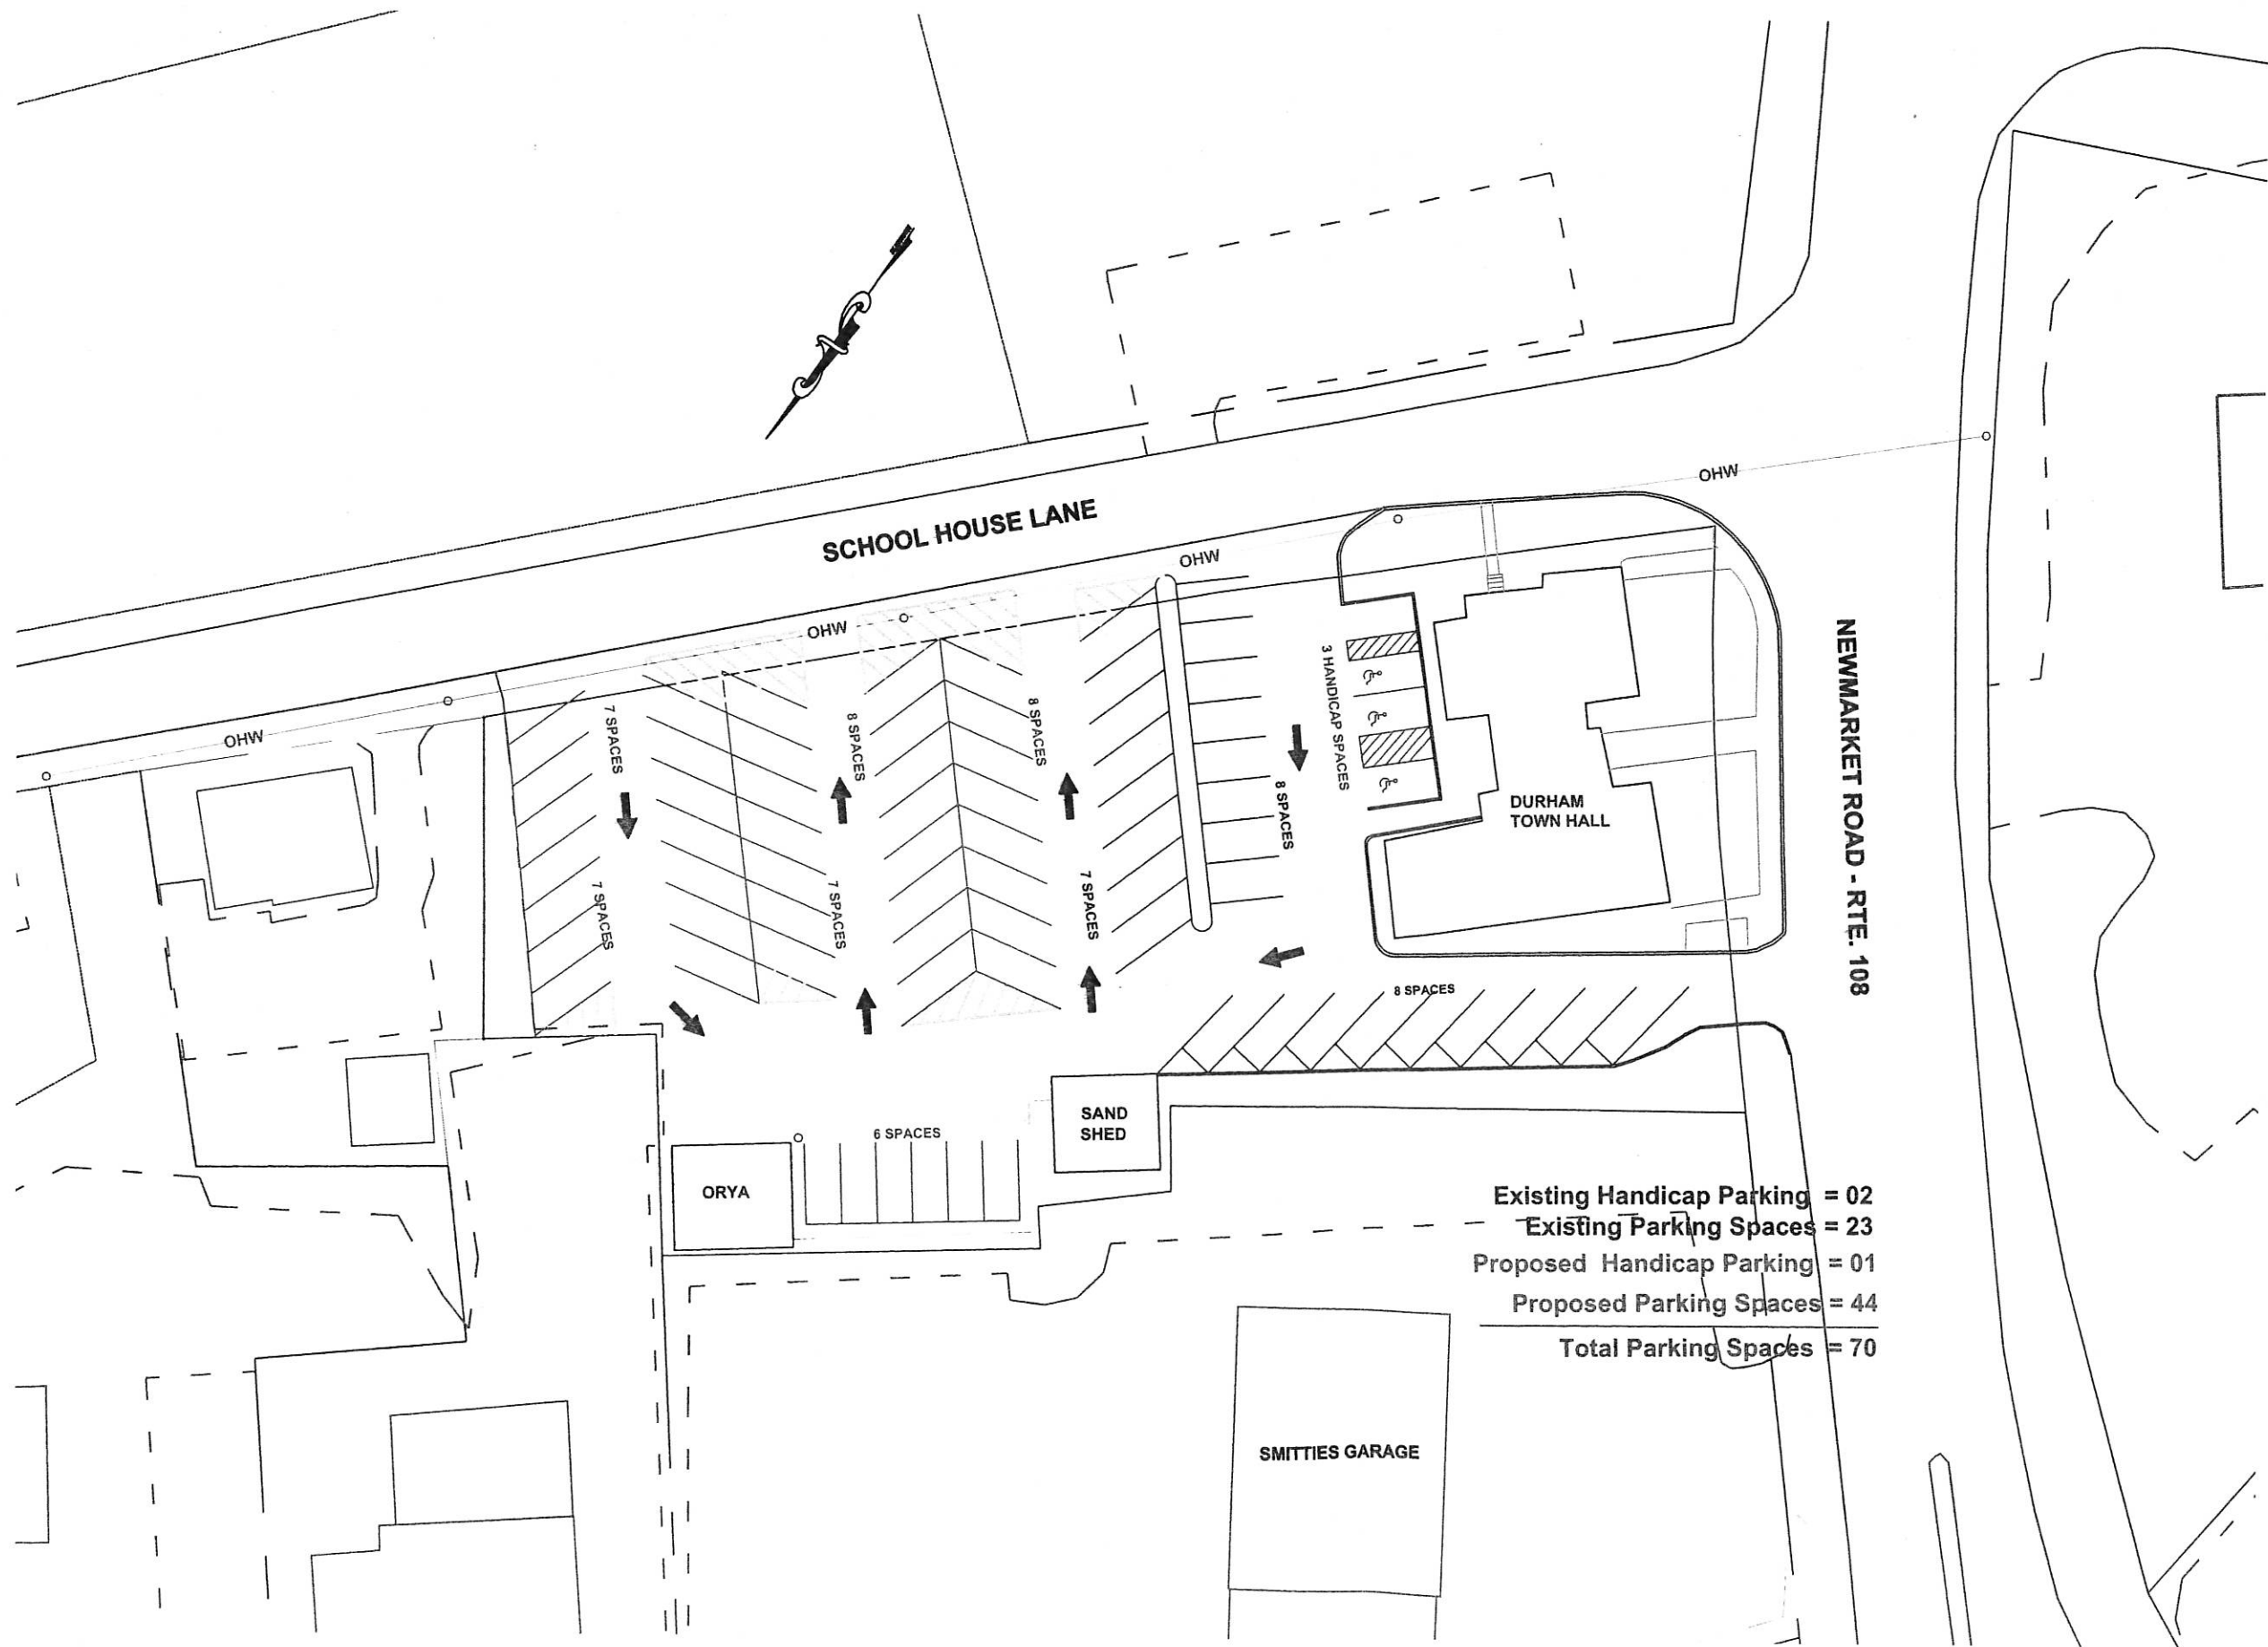 SCHOOL HOUSE LANE
OHW
OHW
OHW
OHW
NEWMARKET ROAD - RTE. 108
7 SPACES
8 SPACES
8 SPACES
3 HANDICAP SPACES
8 SPACES
7 SPACES
7 SPACES
7 SPACES
DURHAM
TOWN HALL
8 SPACES
SAND
SHED
6 SPACES
ORYA
Existing Handicap Parking = 02
Existing Parking Spaces = 23
Proposed Handicap Parking = 01
Proposed Parking Spaces = 44
Total Parking Spaces = 70
SMITTIES GARAGE